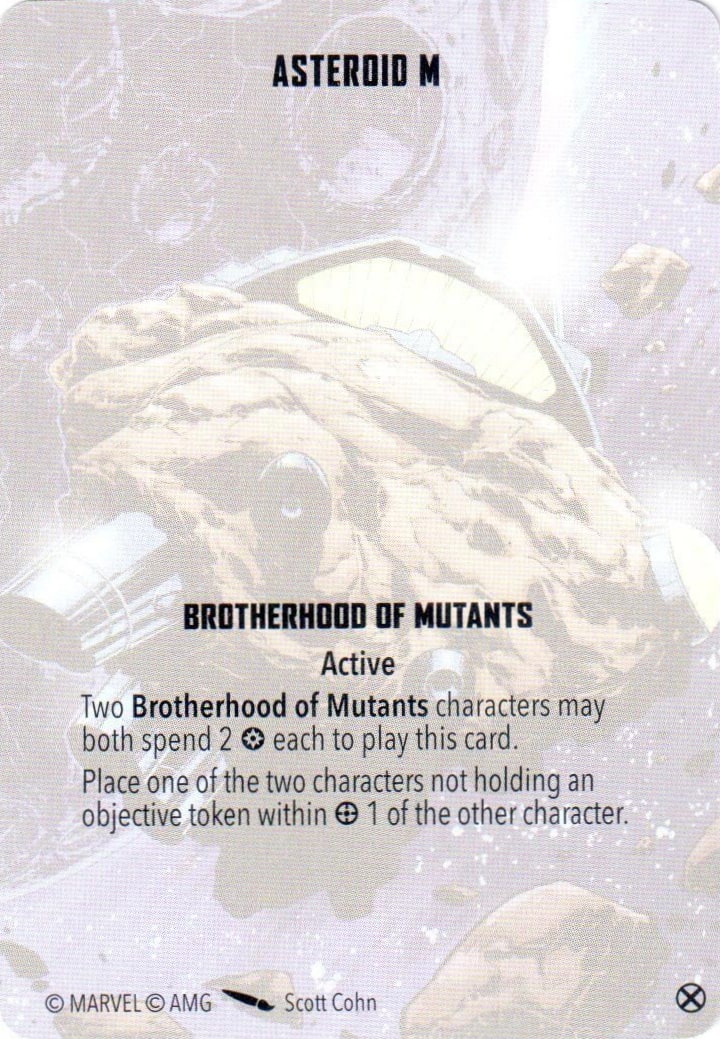 ASTEROID M
BROTHERHOOD OF MUTANTS
Active
Two Brotherhood of Mutants characters may
both spend 2 each to play this card.
Place one of the two characters not holding an
objective token within 1 of the other character.
© MARVEL © AMG Scott Cohn